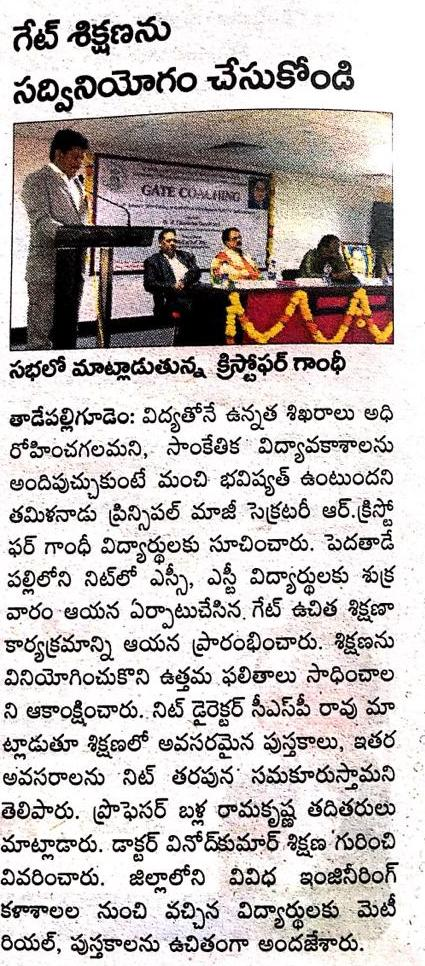 గేట్ శిక్షణను
సద్వినియోగం చేసుకోండి
GATE COACHING
సభలో మాట్లాడుతున్న క్రిస్టోఫర్ గాంధీ
తాడేపల్లిగూడెం: విద్యతోనే ఉన్నత శిఖరాలు అధి
రోహించగలమని, సాంకేతిక విద్యావకాశాలను
అందిపుచ్చుకుంటే మంచి భవిష్యత్ ఉంటుందని
తమిళనాడు ప్రిన్సిపల్ మాజీ సెక్రటరీ ఆర్.క్రిస్టో
ఫర్ గాంధీ విద్యార్థులకు సూచించారు. పెదతాడే
పల్లిలోని నిట్‌లో ఎస్సీ, ఎస్టీ విద్యార్థులకు శుక్ర
వారం ఆయన ఏర్పాటుచేసిన గేట్ ఉచిత శిక్షణా
కార్యక్రమాన్ని ఆయన ప్రారంభించారు. శిక్షణను
వినియోగించుకొని ఉత్తమ ఫలితాలు సాధించాల
ని ఆకాంక్షించారు. నిట్ డైరెక్టర్ సీఎస్‌పీ రావు మా
ట్లాడుతూ శిక్షణలో అవసరమైన పుస్తకాలు, ఇతర
అవసరాలను నిట్ తరపున సమకూరుస్తామని
తెలిపారు. ప్రొఫెసర్ బళ్ల రామకృష్ణ తదితరులు
మాట్లాడారు. డాక్టర్ వినోద్‌కుమార్ శిక్షణ గురించి
వివరించారు. జిల్లాలోని వివిధ ఇంజినీరింగ్
కళాశాలల నుంచి వచ్చిన విద్యార్థులకు మెటీ
రియల్, పుస్తకాలను ఉచితంగా అందజేశారు.